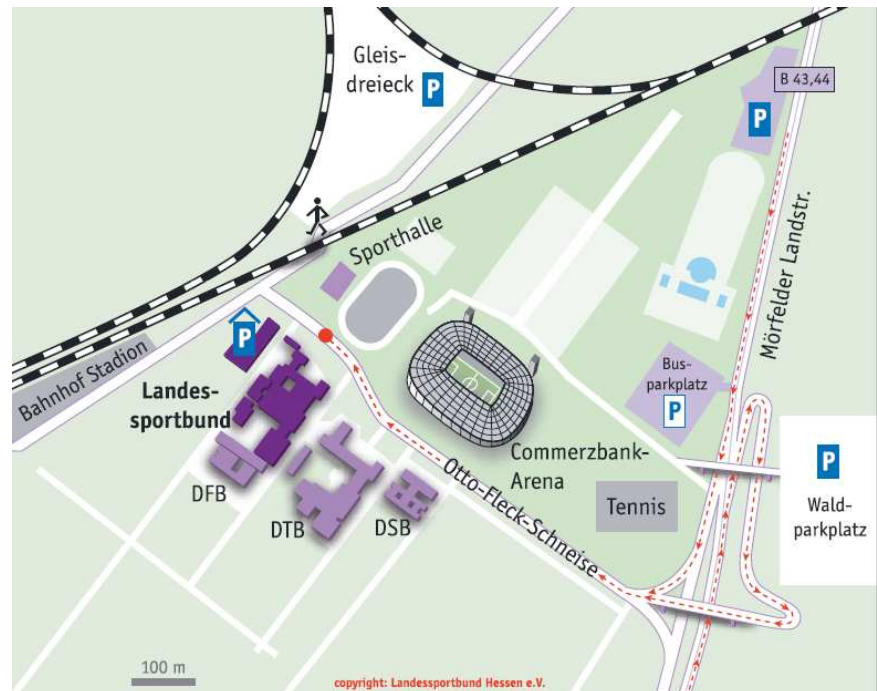 Gleis-
dreieck
P
B 43,44
P
Mörfelder Landstr.
Sporthalle
P
Bahnhof Stadion
Landes-
sportbund
Bus-
parkplatz
P
Commerzbank-
Arena
Otto-Fleck-Schneise
P
Wald-
parkplatz
DFB
DTB
DSB
Tennis
100 m
copyright: Landessportbund Hessen e.V.